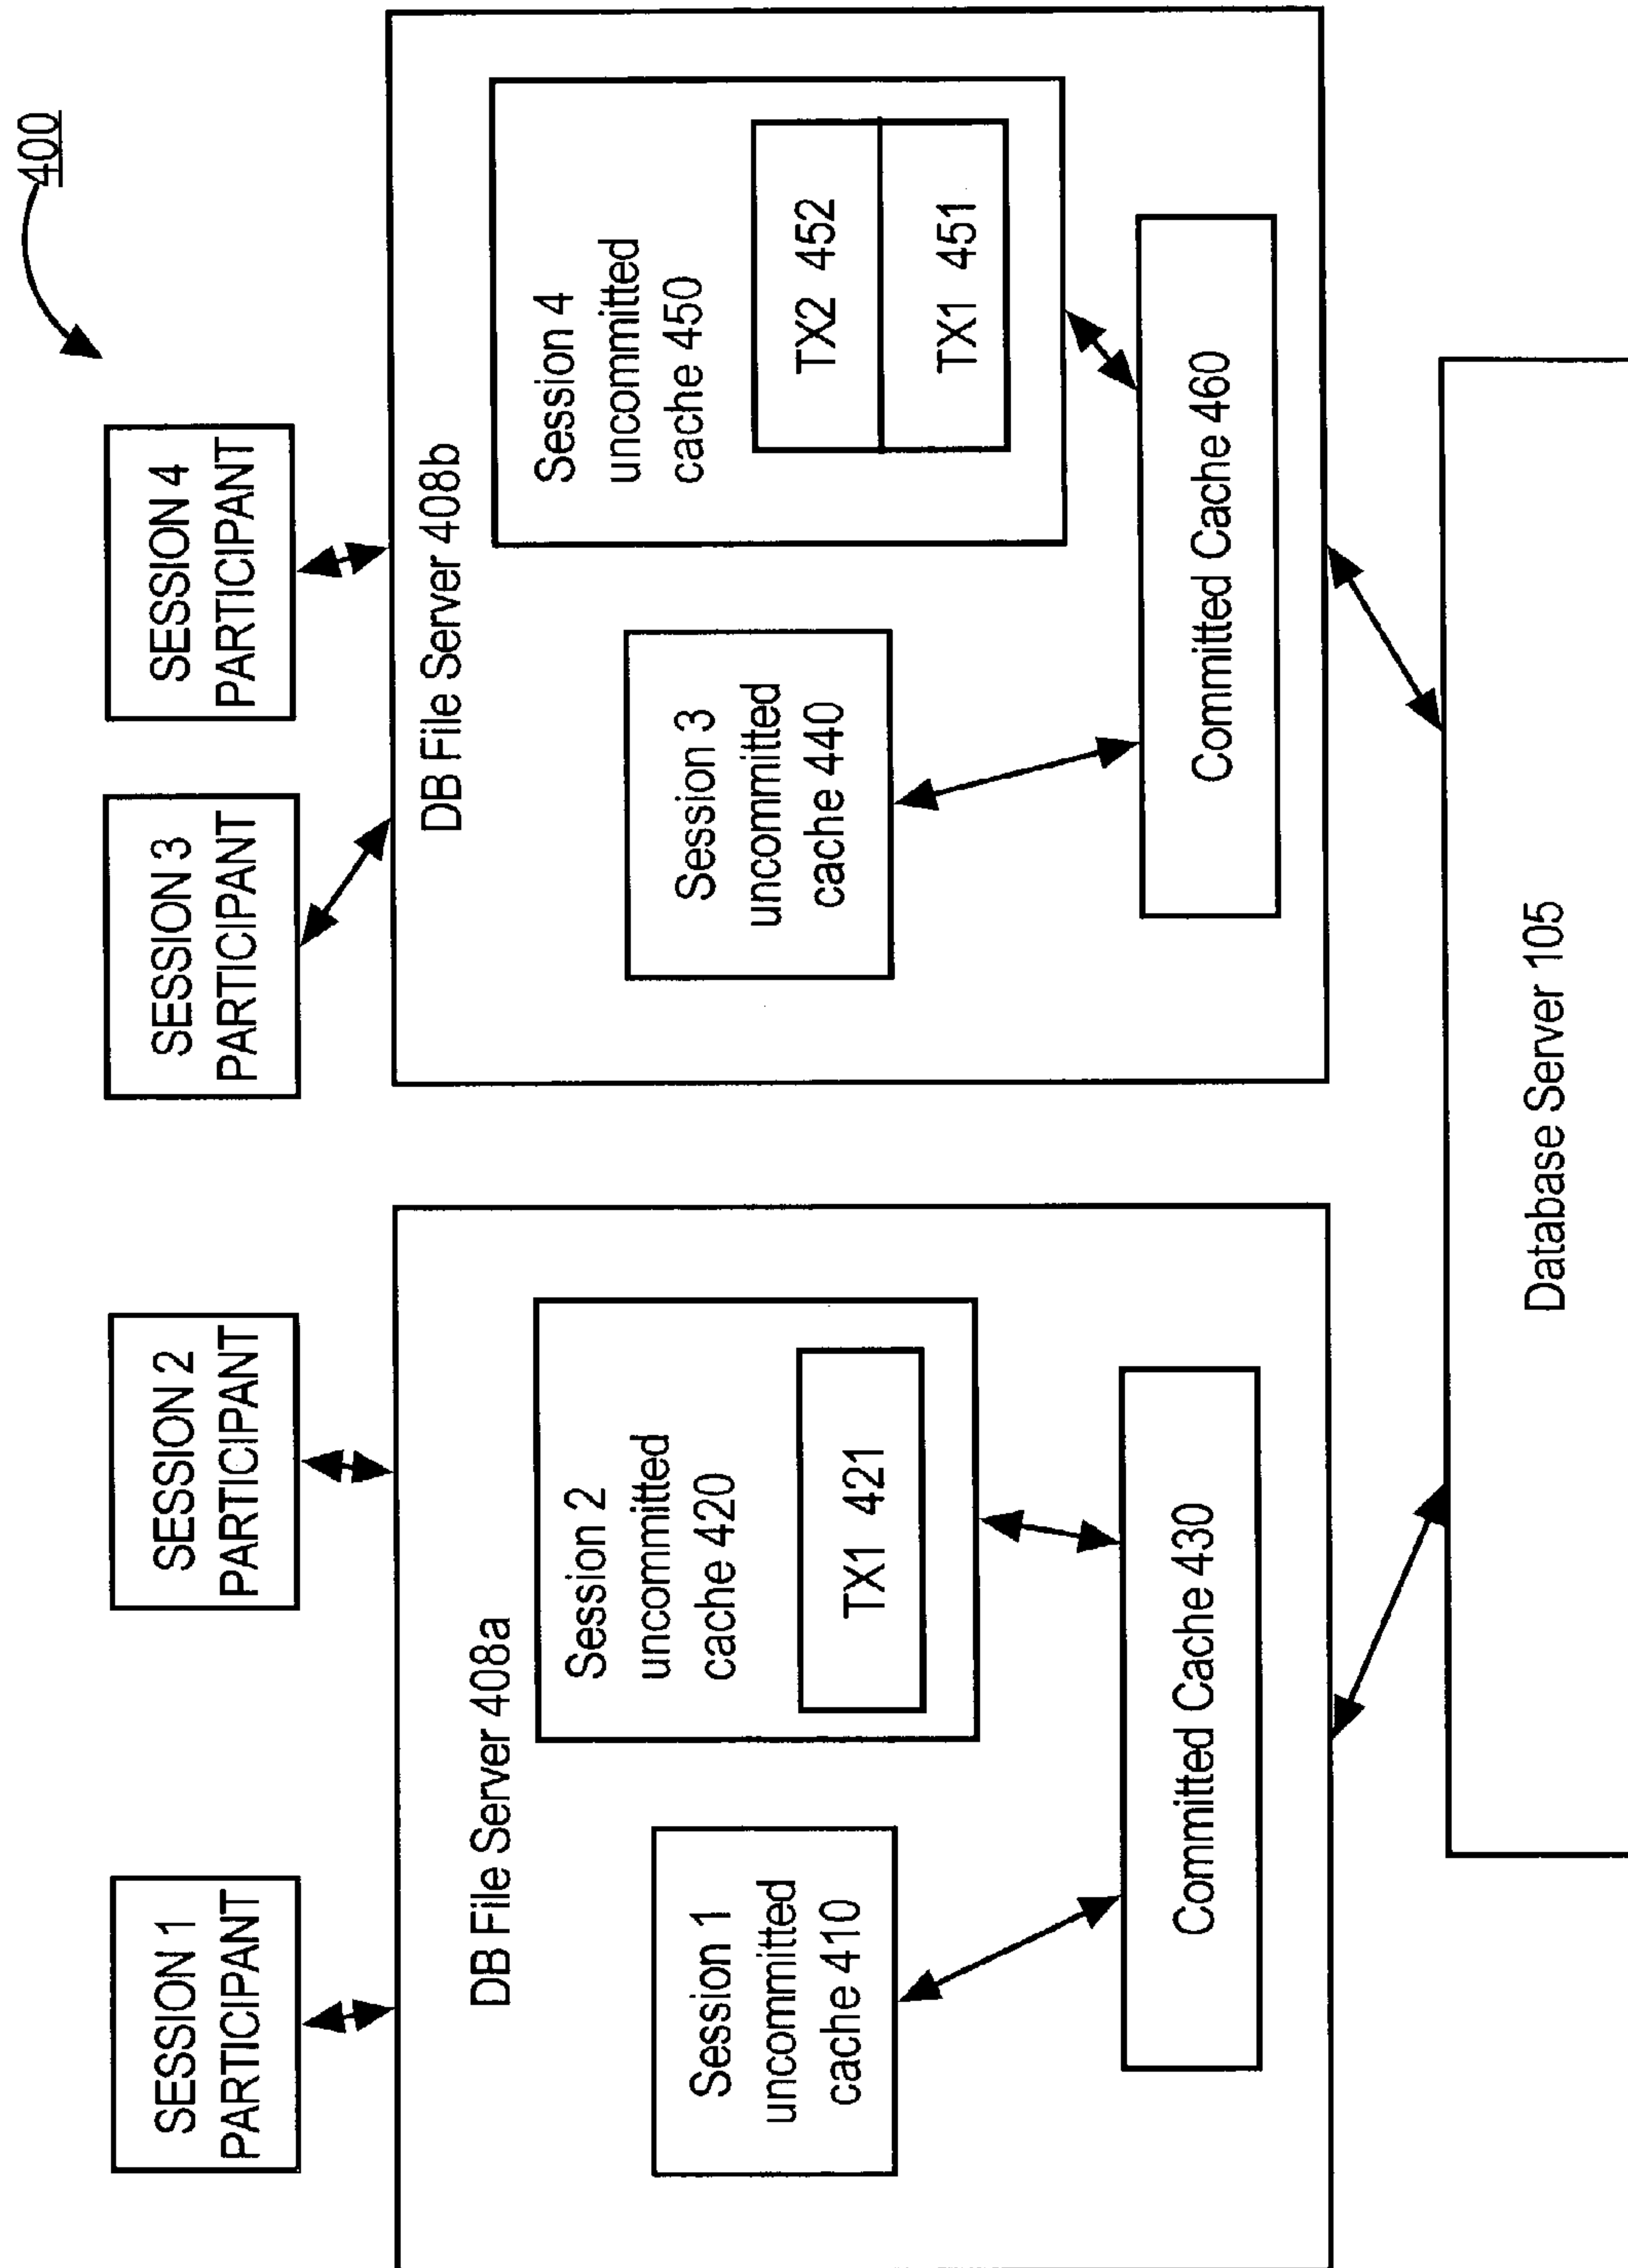 400
SESSION 1
PARTICIPANT
SESSION 2
PARTICIPANT
SESSION 3
PARTICIPANT
SESSION 4
PARTICIPANT
DB File Server 408a
Session 1
uncommitted
cache 410
Session 2
uncommitted
cache 420
TX1 421
Committed Cache 430
DB File Server 408b
Session 3
uncommitted
cache 440
Session 4
uncommitted
cache 450
TX2 452
TX1 451
Committed Cache 460
Database Server 105